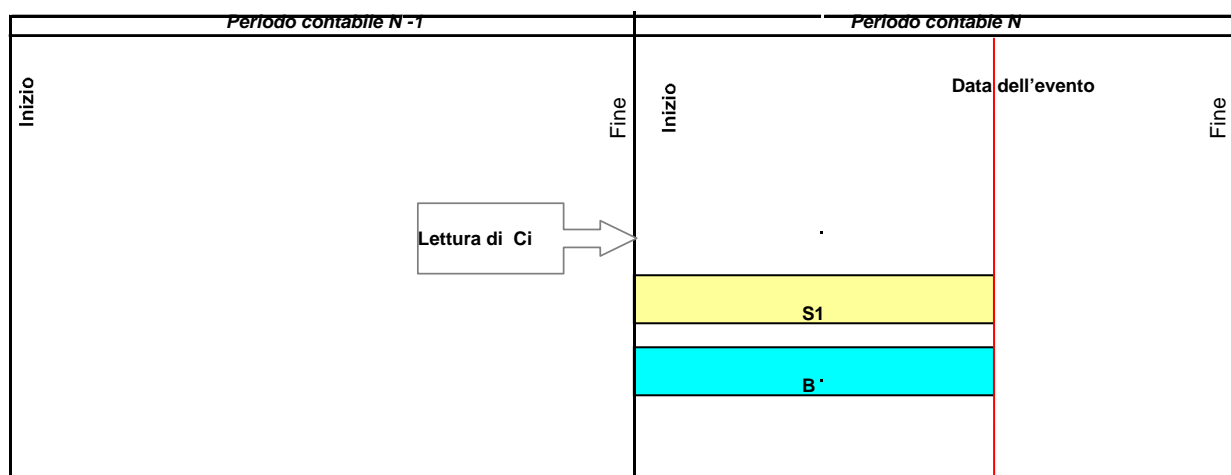 Periodo contabile N -1
Periodo contabile N
Inizio
Fine
Inizio
Data dell'evento
Fine
Lettura di Ci
S1
B